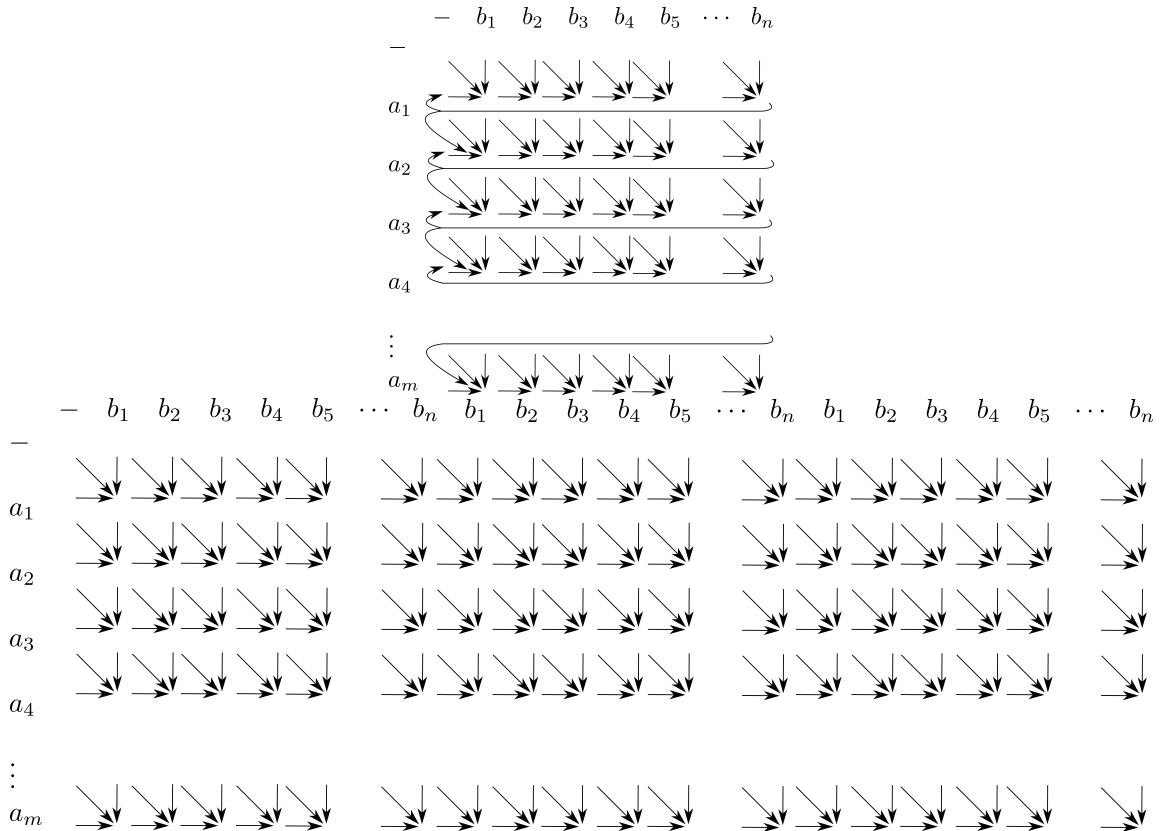 − b₁ b₂ b₃ b₄ b₅ ⋯ bₙ
−
a₁
a₂
a₃
a₄
⋮
aₘ
− b₁ b₂ b₃ b₄ b₅ ⋯ bₙ b₁ b₂ b₃ b₄ b₅ ⋯ bₙ b₁ b₂ b₃ b₄ b₅ ⋯ bₙ
−
a₁
a₂
a₃
a₄
⋮
aₘ